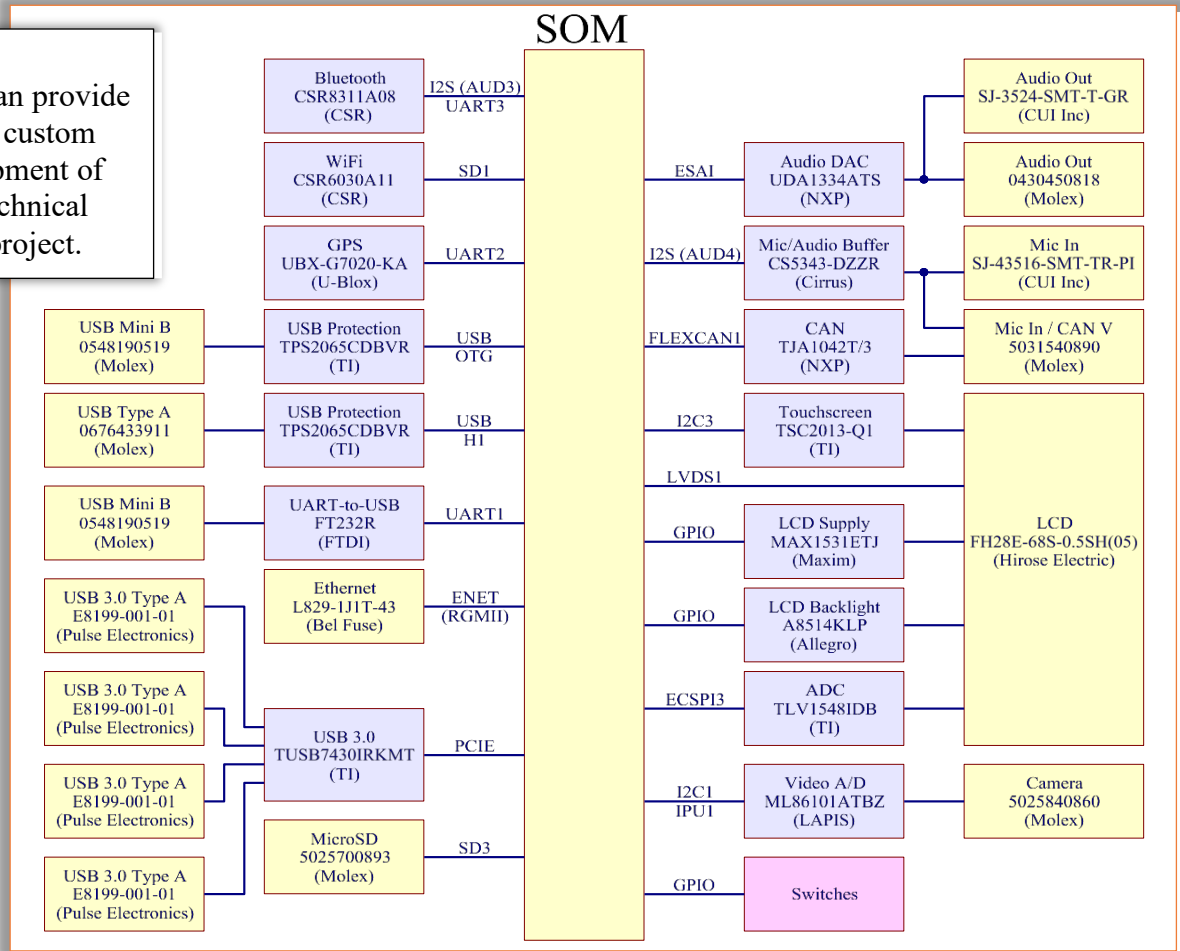 SOM
an provide
custom
pment of
chnical
roject.
Bluetooth
CSR8311A08
(CSR)
I2S (AUD3)
UART3
WiFi
CSR6030A11
(CSR)
SD1
GPS
UBX-G7020-KA
(U-Blox)
UART2
USB Mini B
0548190519
(Molex)
USB Protection
TPS2065CDBVR
(TI)
USB
OTG
USB Type A
0676433911
(Molex)
USB Protection
TPS2065CDBVR
(TI)
USB
H1
USB Mini B
0548190519
(Molex)
UART-to-USB
FT232R
(FTDI)
UART1
Ethernet
L829-1J1T-43
(Bel Fuse)
ENET
(RGMII)
USB 3.0 Type A
E8199-001-01
(Pulse Electronics)
USB 3.0 Type A
E8199-001-01
(Pulse Electronics)
USB 3.0 Type A
E8199-001-01
(Pulse Electronics)
USB 3.0 Type A
E8199-001-01
(Pulse Electronics)
USB 3.0
TUSB7430IRKMT
(TI)
PCIE
MicroSD
5025700893
(Molex)
SD3
ESAI
Audio DAC
UDA1334ATS
(NXP)
Audio Out
SJ-3524-SMT-T-GR
(CUI Inc)
Audio Out
0430450818
(Molex)
I2S (AUD4)
Mic/Audio Buffer
CS5343-DZZR
(Cirrus)
Mic In
SJ-43516-SMT-TR-PI
(CUI Inc)
FLEXCAN1
CAN
TJA1042T/3
(NXP)
Mic In / CAN V
5031540890
(Molex)
I2C3
Touchscreen
TSC2013-Q1
(TI)
LVDS1
GPIO
LCD Supply
MAX1531ETJ
(Maxim)
LCD
FH28E-68S-0.5SH(05)
(Hirose Electric)
GPIO
LCD Backlight
A8514KLP
(Allegro)
ECSPI3
ADC
TLV1548IDB
(TI)
I2C1
IPU1
Video A/D
ML86101ATBZ
(LAPIS)
Camera
5025840860
(Molex)
GPIO
Switches